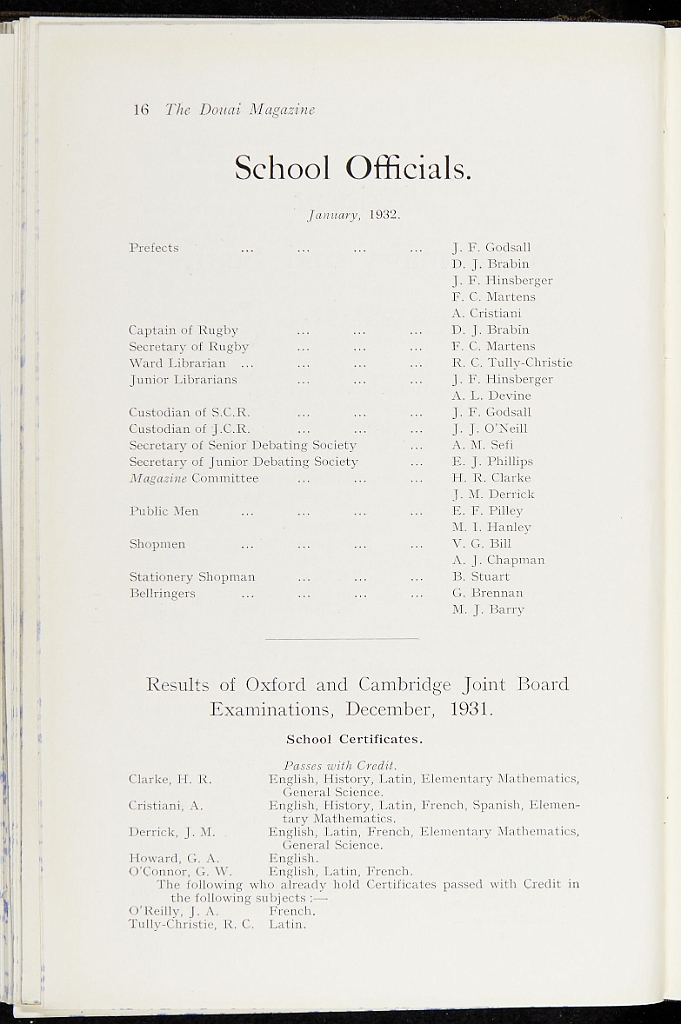 16 The Douai Magazine
School Officials.
January, 1932.
Prefects ... ... ... ... J. F. Godsall
D. J. Brabin
J. F. Hinsberger
F. C. Martens
A. Cristiani
Captain of Rugby ... ... ... D. J. Brabin
Secretary of Rugby ... ... ... F. C. Martens
Ward Librarian ... ... ... ... R. C. Tully-Christie
Junior Librarians ... ... ... J. F. Hinsberger
A. L. Devine
Custodian of S.C.R. ... ... ... J. F. Godsall
Custodian of J.C.R. ... ... ... J. J. O'Neill
Secretary of Senior Debating Society ... A. M. Sefi
Secretary of Junior Debating Society ... E. J. Phillips
Magazine Committee ... ... ... H. R. Clarke
J. M. Derrick
Public Men ... ... ... ... E. F. Pilley
M. I. Hanley
Shopmen ... ... ... ... V. G. Bill
A. J. Chapman
Stationery Shopman ... ... ... B. Stuart
Bellringers ... ... ... ... G. Brennan
M. J. Barry
Results of Oxford and Cambridge Joint Board
Examinations, December, 1931.
School Certificates.
Passes with Credit.
Clarke, H. R. English, History, Latin, Elementary Mathematics,
General Science.
Cristiani, A. English, History, Latin, French, Spanish, Elemen-
tary Mathematics.
Derrick, J. M. English, Latin, French, Elementary Mathematics,
General Science.
Howard, G. A. English.
O'Connor, G. W. English, Latin, French.
The following who already hold Certificates passed with Credit in
the following subjects :—
O'Reilly, J. A. French.
Tully-Christie, R. C. Latin.